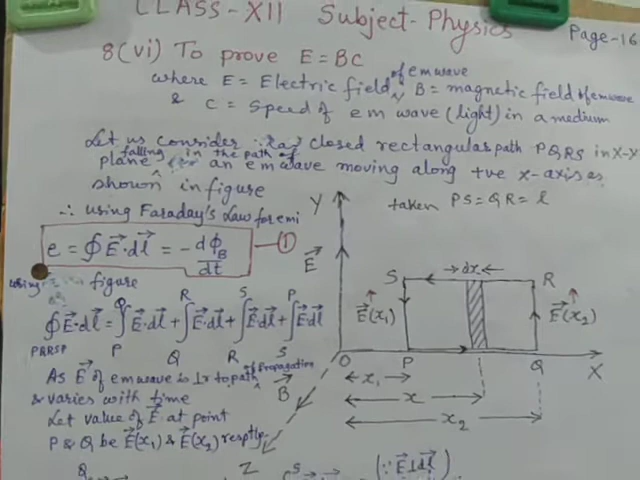 CLASS-XII Subject-Physics Page-16
8(vi) To prove E = BC
where E = Electric field of em wave, B = magnetic field of em wave
& C = Speed of em wave (light) in a medium
Let us consider a closed rectangular path PQRS in X-Y
plane falling in the path of an em wave moving along +ve x-axis as
shown in figure
taken PS = QR = l
∴ using Faraday's Law for emi
e = ∮E⃗·dl⃗ = -dϕB/dt —①
using figure
∮E⃗·dl⃗ = ∫E⃗·dl⃗ + ∫E⃗·dl⃗ + ∫E⃗·dl⃗ + ∫E⃗·dl⃗
Q R S P
P Q R S
As E⃗ of em wave is ⊥r to path of Propagation
& varies with time
Let value of E⃗ at point
P & Q be E⃗(x₁) & E⃗(x₂) resptly.
Y
E⃗
S →dx← R
E⃗(x₁) E⃗(x₂)
O P Q X
x₁
x
x₂
B⃗
Z
(∵ E⃗⊥dl⃗)